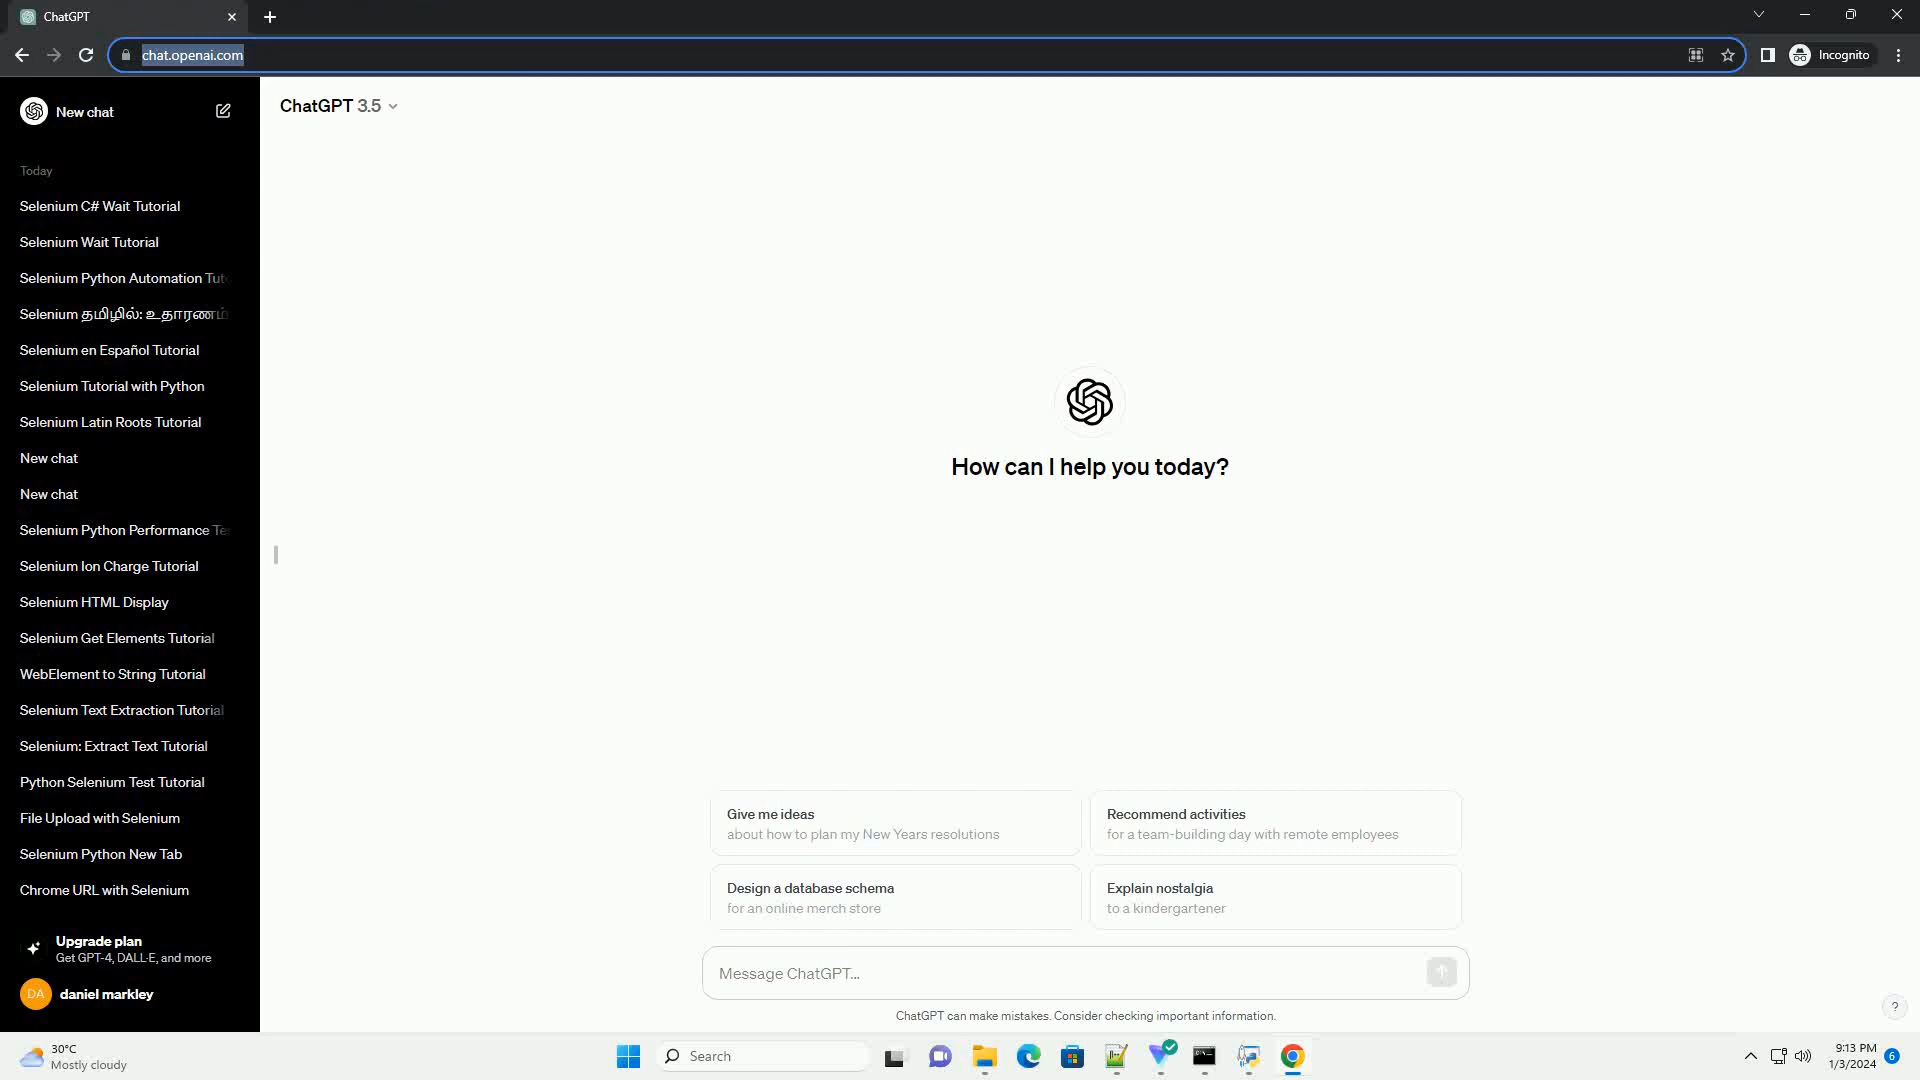 ChatGPT
chat.openai.com
Incognito
New chat
ChatGPT 3.5
Today
Selenium C# Wait Tutorial
Selenium Wait Tutorial
Selenium Python Automation Tut
Selenium தமிழில்: உதாரணம்
Selenium en Español Tutorial
Selenium Tutorial with Python
Selenium Latin Roots Tutorial
New chat
New chat
Selenium Python Performance Te
Selenium Ion Charge Tutorial
Selenium HTML Display
Selenium Get Elements Tutorial
WebElement to String Tutorial
Selenium Text Extraction Tutorial
Selenium: Extract Text Tutorial
Python Selenium Test Tutorial
File Upload with Selenium
Selenium Python New Tab
Chrome URL with Selenium
Upgrade plan
Get GPT-4, DALL·E, and more
DA
daniel markley
How can I help you today?
Give me ideas
about how to plan my New Years resolutions
Recommend activities
for a team-building day with remote employees
Design a database schema
for an online merch store
Explain nostalgia
to a kindergartener
Message ChatGPT...
ChatGPT can make mistakes. Consider checking important information.
?
30°C
Mostly cloudy
Search
9:13 PM
1/3/2024
6